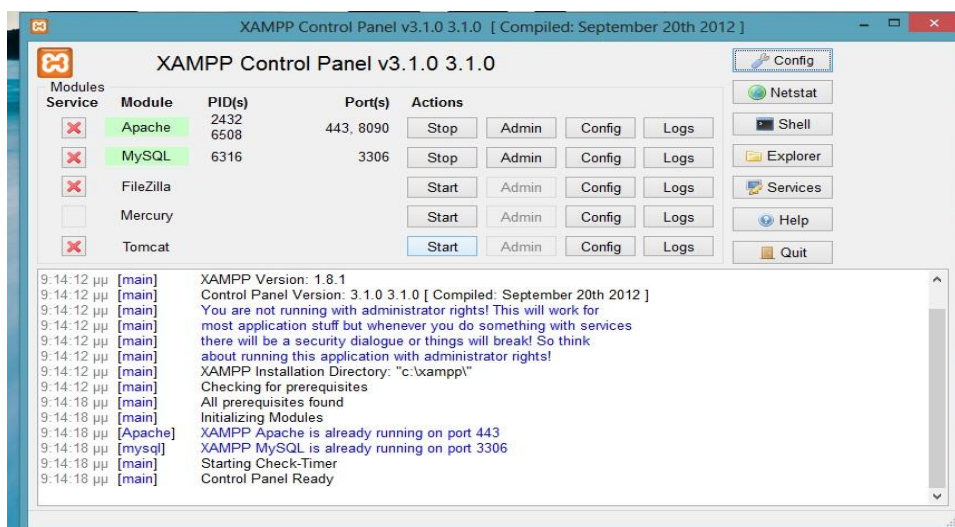 XAMPP Control Panel v3.1.0 3.1.0 [ Compiled: September 20th 2012 ]
XAMPP Control Panel v3.1.0 3.1.0
Config
Modules
Service Module PID(s) Port(s) Actions
Netstat
Apache 2432 6508 443, 8090 Stop Admin Config Logs
Shell
MySQL 6316 3306 Stop Admin Config Logs
Explorer
FileZilla Start Admin Config Logs
Services
Mercury Start Admin Config Logs
Help
Tomcat Start Admin Config Logs
Quit
9:14:12 μμ [main] XAMPP Version: 1.8.1
9:14:12 μμ [main] Control Panel Version: 3.1.0 3.1.0 [ Compiled: September 20th 2012 ]
9:14:12 μμ [main] You are not running with administrator rights! This will work for
9:14:12 μμ [main] most application stuff but whenever you do something with services
9:14:12 μμ [main] there will be a security dialogue or things will break! So think
9:14:12 μμ [main] about running this application with administrator rights!
9:14:12 μμ [main] XAMPP Installation Directory: "c:\xampp\"
9:14:12 μμ [main] Checking for prerequisites
9:14:18 μμ [main] All prerequisites found
9:14:18 μμ [main] Initializing Modules
9:14:18 μμ [Apache] XAMPP Apache is already running on port 443
9:14:18 μμ [mysql] XAMPP MySQL is already running on port 3306
9:14:18 μμ [main] Starting Check-Timer
9:14:18 μμ [main] Control Panel Ready